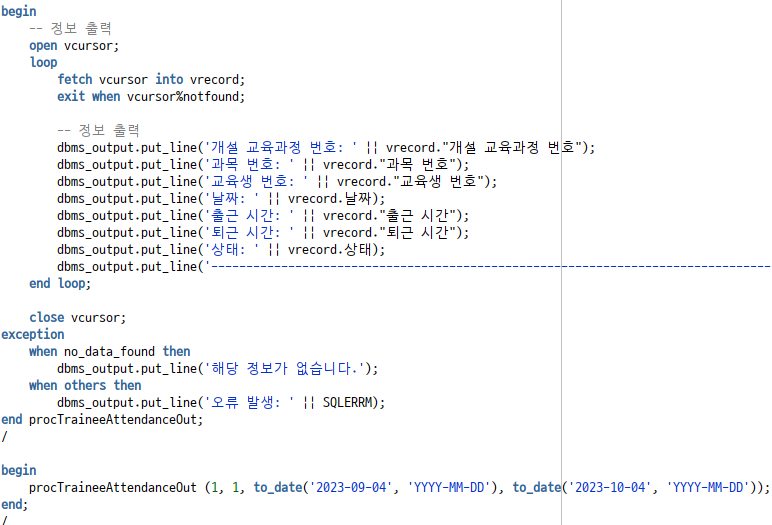 begin
    -- 정보 출력
    open vcursor;
    loop
        fetch vcursor into vrecord;
        exit when vcursor%notfound;

        -- 정보 출력
        dbms_output.put_line('개설 교육과정 번호: ' || vrecord."개설 교육과정 번호");
        dbms_output.put_line('과목 번호: ' || vrecord."과목 번호");
        dbms_output.put_line('교육생 번호: ' || vrecord."교육생 번호");
        dbms_output.put_line('날짜: ' || vrecord.날짜);
        dbms_output.put_line('출근 시간: ' || vrecord."출근 시간");
        dbms_output.put_line('퇴근 시간: ' || vrecord."퇴근 시간");
        dbms_output.put_line('상태: ' || vrecord.상태);
        dbms_output.put_line('--------------------------------------------------------------------------------
    end loop;

    close vcursor;
exception
    when no_data_found then
        dbms_output.put_line('해당 정보가 없습니다.');
    when others then
        dbms_output.put_line('오류 발생: ' || SQLERRM);
end procTraineeAttendanceOut;
/

begin
    procTraineeAttendanceOut (1, 1, to_date('2023-09-04', 'YYYY-MM-DD'), to_date('2023-10-04', 'YYYY-MM-DD'));
end;
/